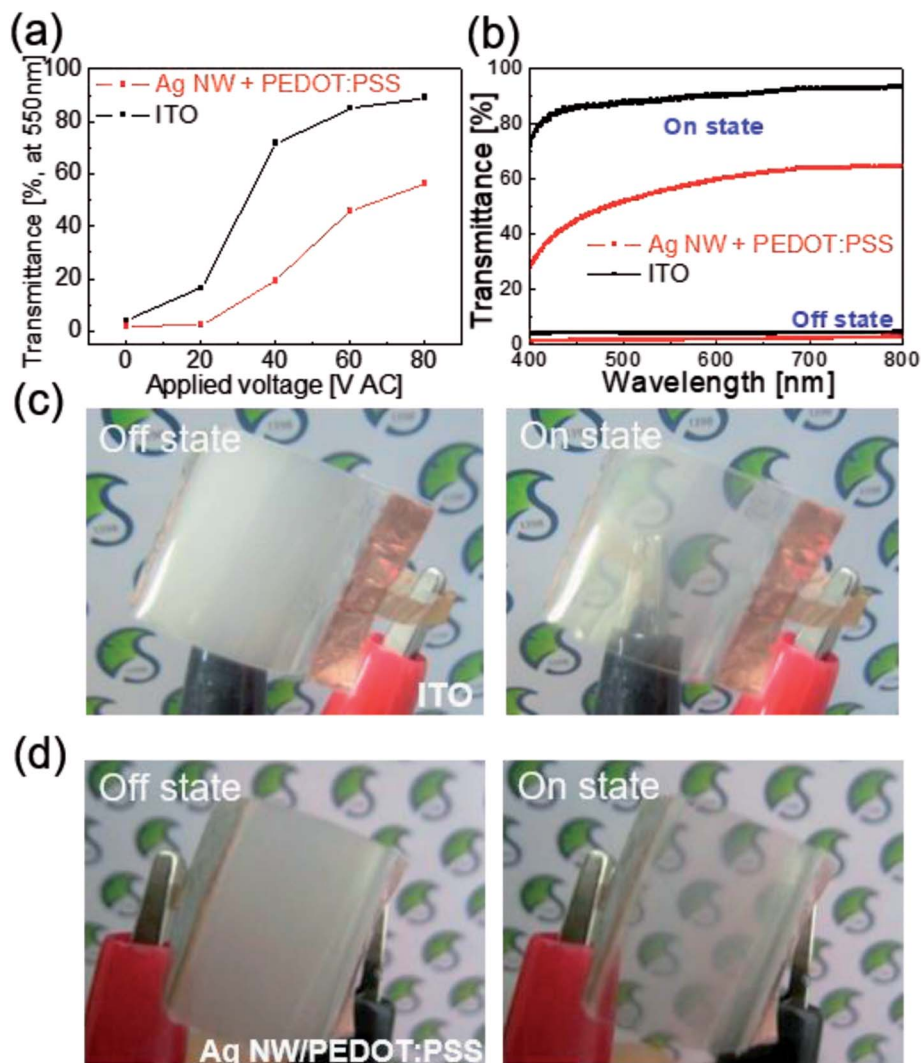 (a)
Transmittance [%, at 550nm]
100
80
60
40
20
0
Ag NW + PEDOT:PSS
ITO
0 20 40 60 80
Applied voltage [V AC]
(b)
Transmittance [%]
100
80
60
40
20
0
On state
Ag NW + PEDOT:PSS
ITO
Off state
400 500 600 700 800
Wavelength [nm]
(c)
Off state
ITO
On state
(d)
Off state
Ag NW/PEDOT:PSS
On state